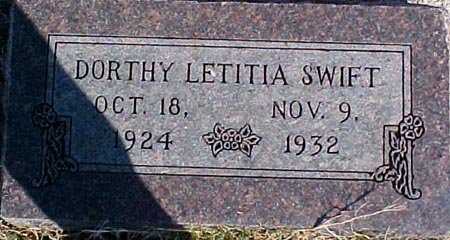 DORTHY LETITIA SWIFT
OCT. 18, NOV. 9,
1924 1932